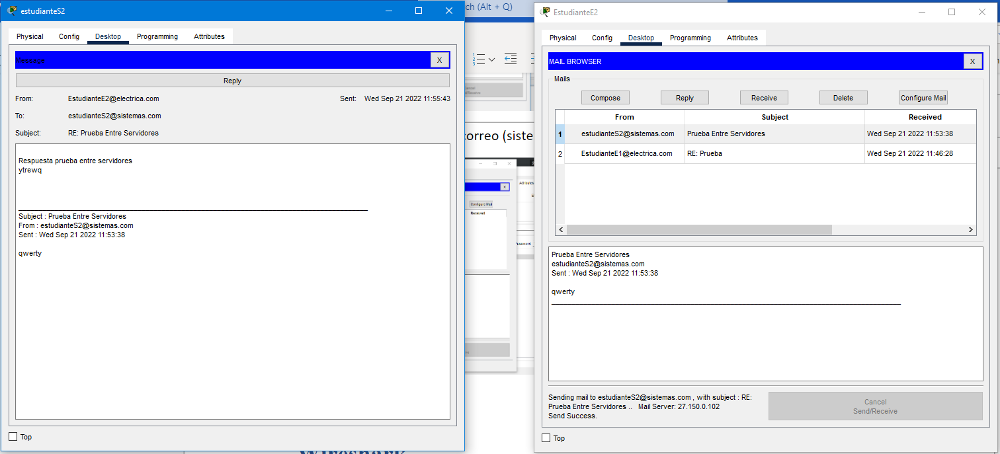 estudianteS2
Physical Config Desktop Programming Attributes
Message X
Reply
From: EstudianteE2@electrica.com Sent: Wed Sep 21 2022 11:55:43
To: estudianteS2@sistemas.com
Subject: RE: Prueba Entre Servidores
Respuesta prueba entre servidores
ytrewq
Subject : Prueba Entre Servidores
From : estudianteS2@sistemas.com
Sent : Wed Sep 21 2022 11:53:38
qwerty
Top
ch (Alt + Q)
correo (siste
X
Configure Mail
Received
Attributes
Password
Wireshark
EstudianteE2
Physical Config Desktop Programming Attributes
MAIL BROWSER X
Mails
Compose Reply Receive Delete Configure Mail
From Subject Received
1 estudianteS2@sistemas.com Prueba Entre Servidores Wed Sep 21 2022 11:53:38
2 EstudianteE1@electrica.com RE: Prueba Wed Sep 21 2022 11:46:28
Prueba Entre Servidores
estudianteS2@sistemas.com
Sent : Wed Sep 21 2022 11:53:38
qwerty
Sending mail to estudianteS2@sistemas.com , with subject : RE:
Prueba Entre Servidores .. Mail Server: 27.150.0.102
Send Success.
Cancel
Send/Receive
Top